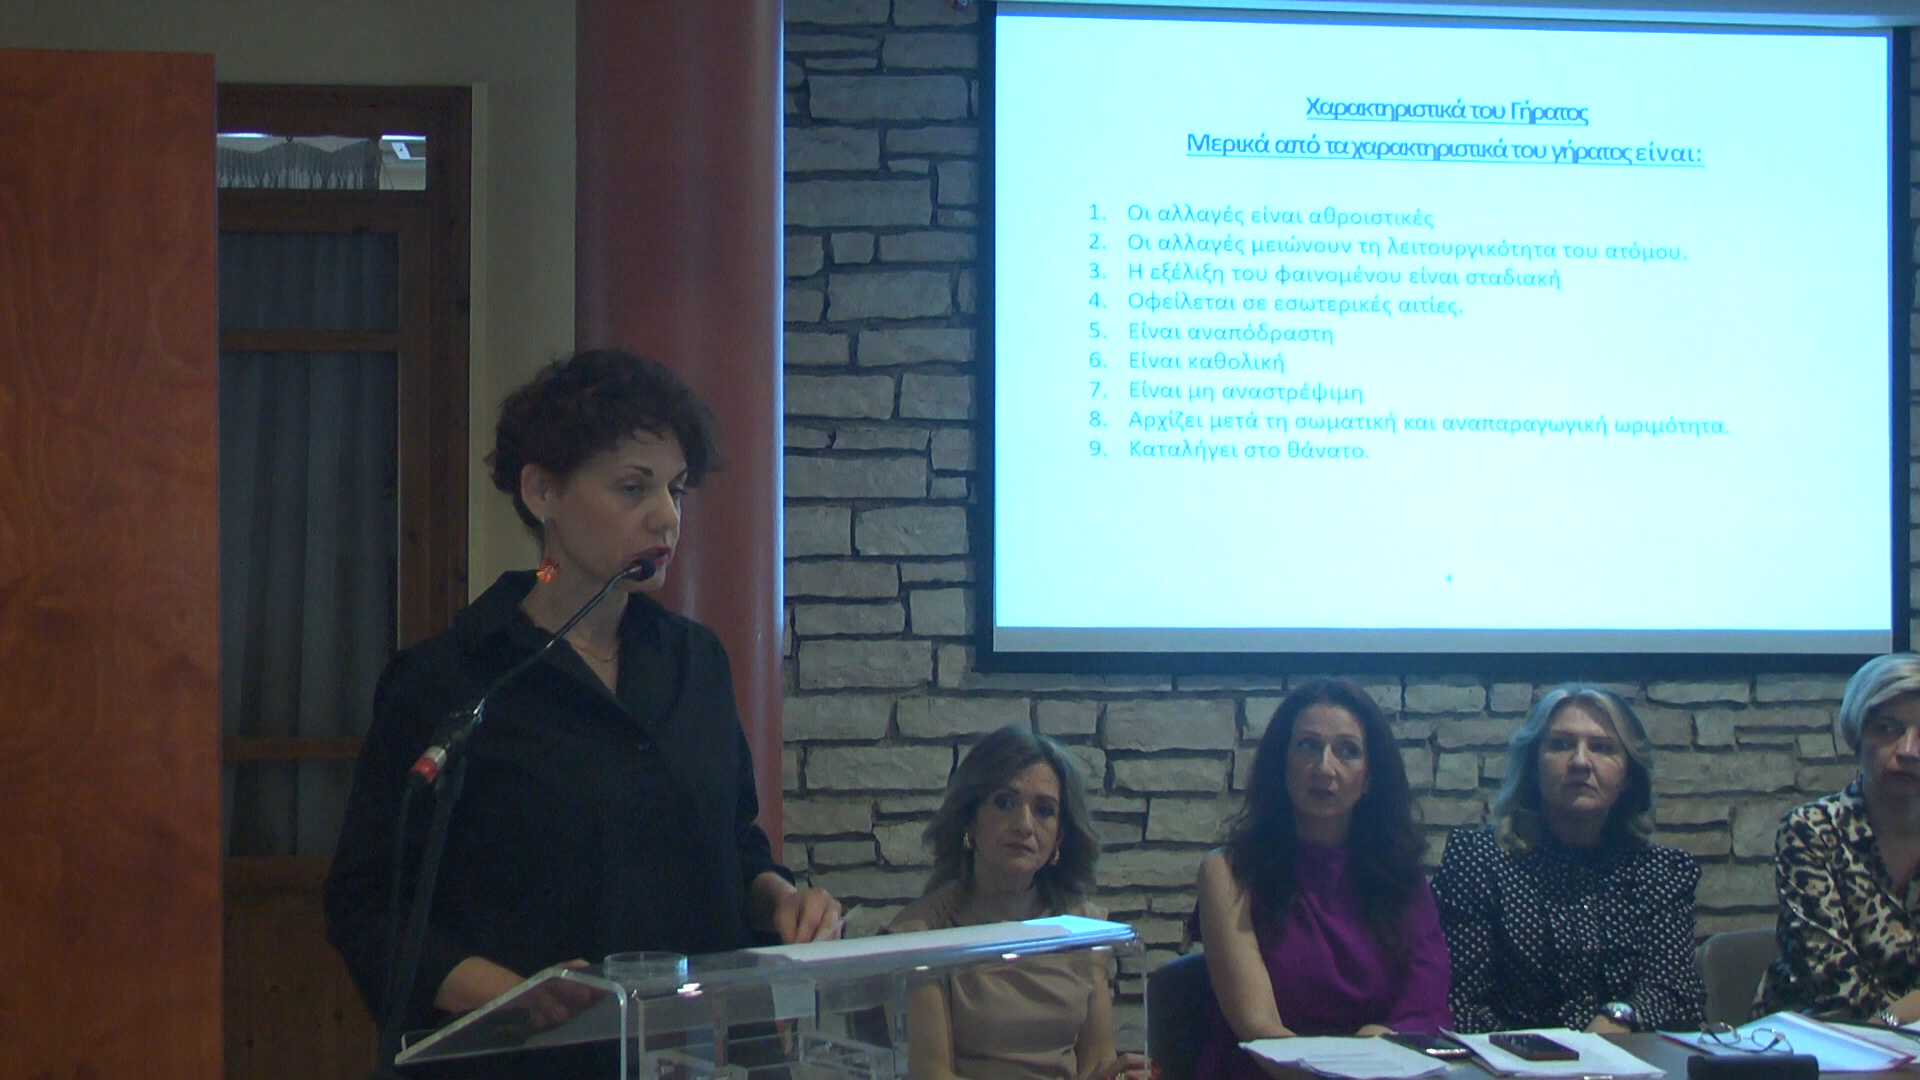 Χαρακτηριστικά του Γήρατος
Μερικά από τα χαρακτηριστικά του γήρατος είναι:
1. Οι αλλαγές είναι αθροιστικές
2. Οι αλλαγές μειώνουν τη λειτουργικότητα του ατόμου.
3. Η εξέλιξη του φαινομένου είναι σταδιακή
4. Οφείλεται σε εσωτερικές αιτίες.
5. Είναι αναπόδραστη
6. Είναι καθολική
7. Είναι μη αναστρέψιμη
8. Αρχίζει μετά τη σωματική και αναπαραγωγική ωριμότητα.
9. Καταλήγει στο θάνατο.